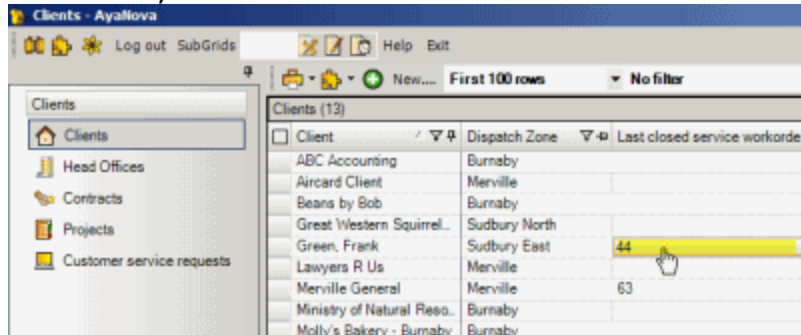 Clients - AyaNova
Log out SubGrids Help Exit
New.... First 100 rows No filter
Clients
Clients
Head Offices
Contracts
Projects
Customer service requests
Clients (13)
Client Dispatch Zone Last closed service workorde
ABC Accounting Burnaby
Aircard Client Merville
Beans by Bob Burnaby
Great Western Squirrel... Sudbury North
Green, Frank Sudbury East 44
Lawyers R Us Merville
Merville General Merville 63
Ministry of Natural Reso... Burnaby
Molly's Bakery - Burnaby Burnaby